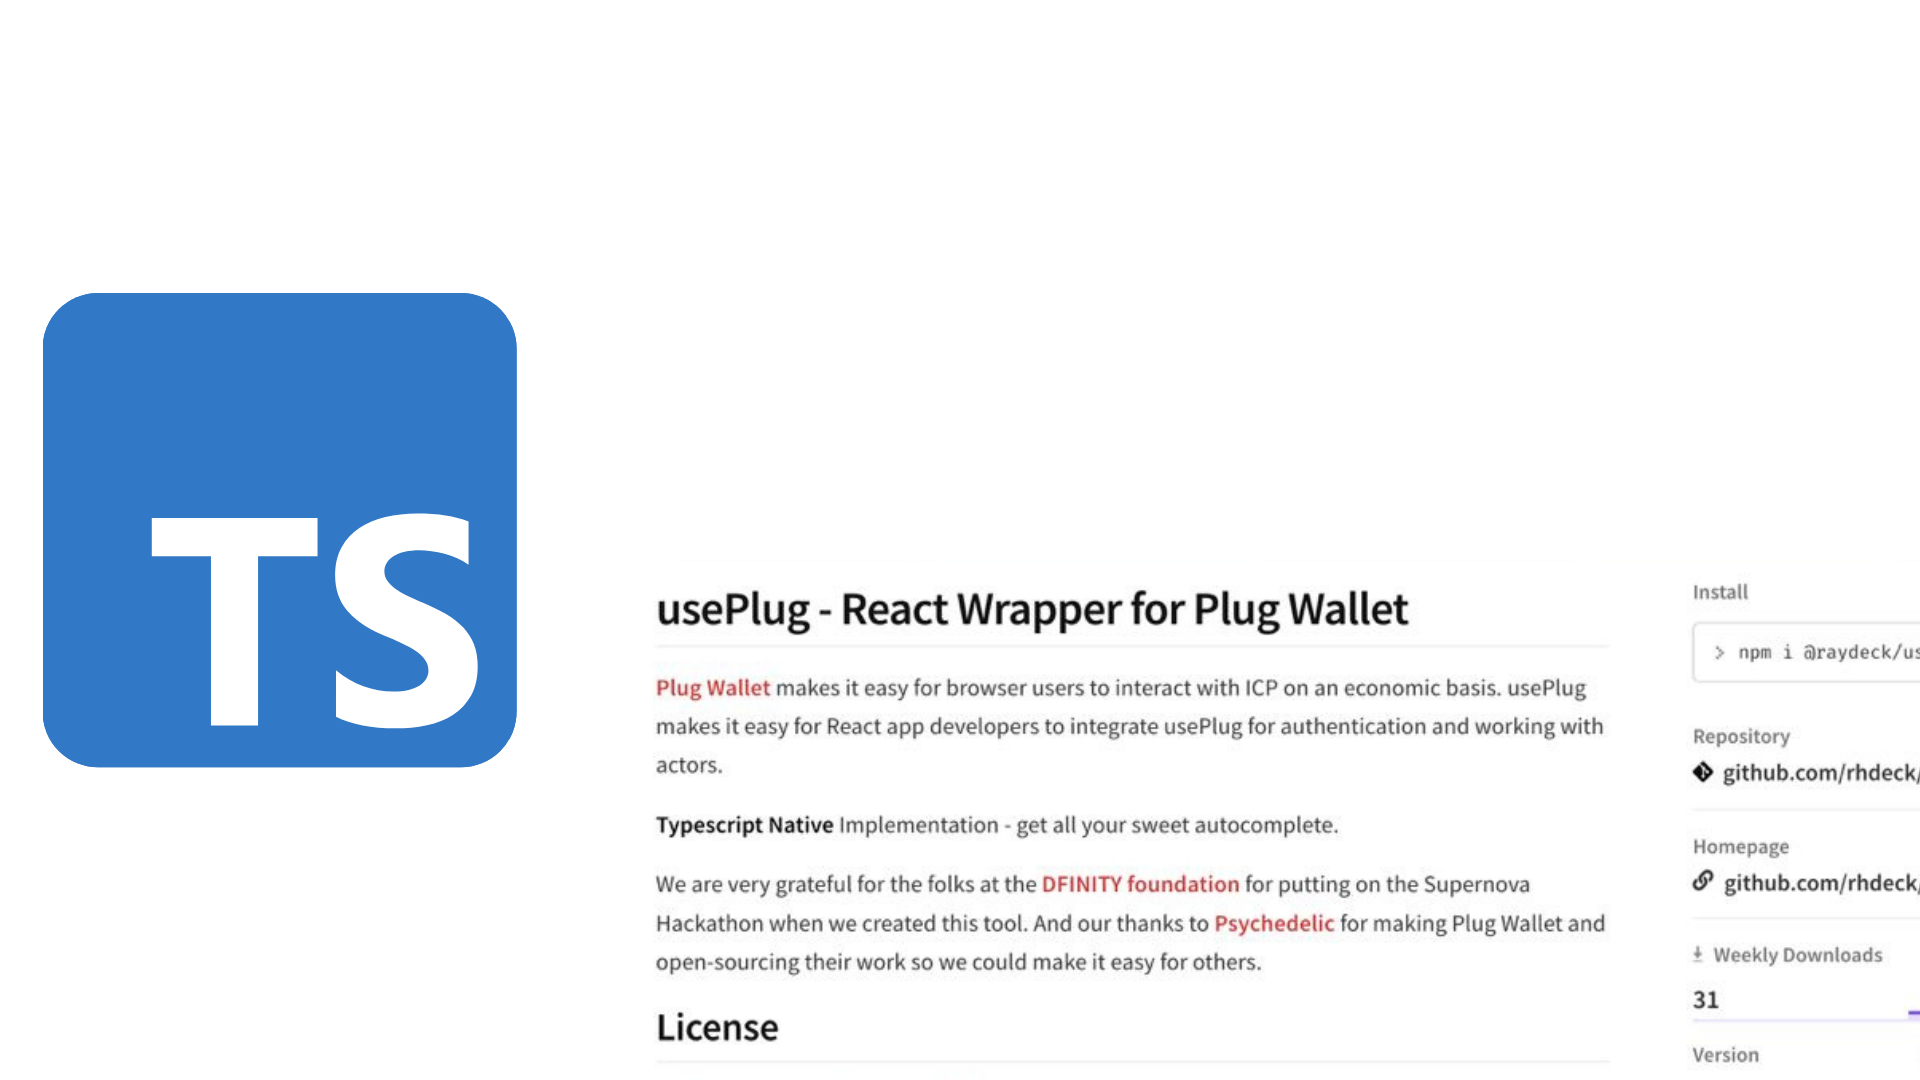 TS
usePlug - React Wrapper for Plug Wallet
Plug Wallet makes it easy for browser users to interact with ICP on an economic basis. usePlug
makes it easy for React app developers to integrate usePlug for authentication and working with
actors.
Typescript Native Implementation - get all your sweet autocomplete.
We are very grateful for the folks at the DFINITY foundation for putting on the Supernova
Hackathon when we created this tool. And our thanks to Psychedelic for making Plug Wallet and
open-sourcing their work so we could make it easy for others.
License
Install
> npm i @raydeck/us
Repository
github.com/rhdeck/
Homepage
github.com/rhdeck/
Weekly Downloads
31
Version